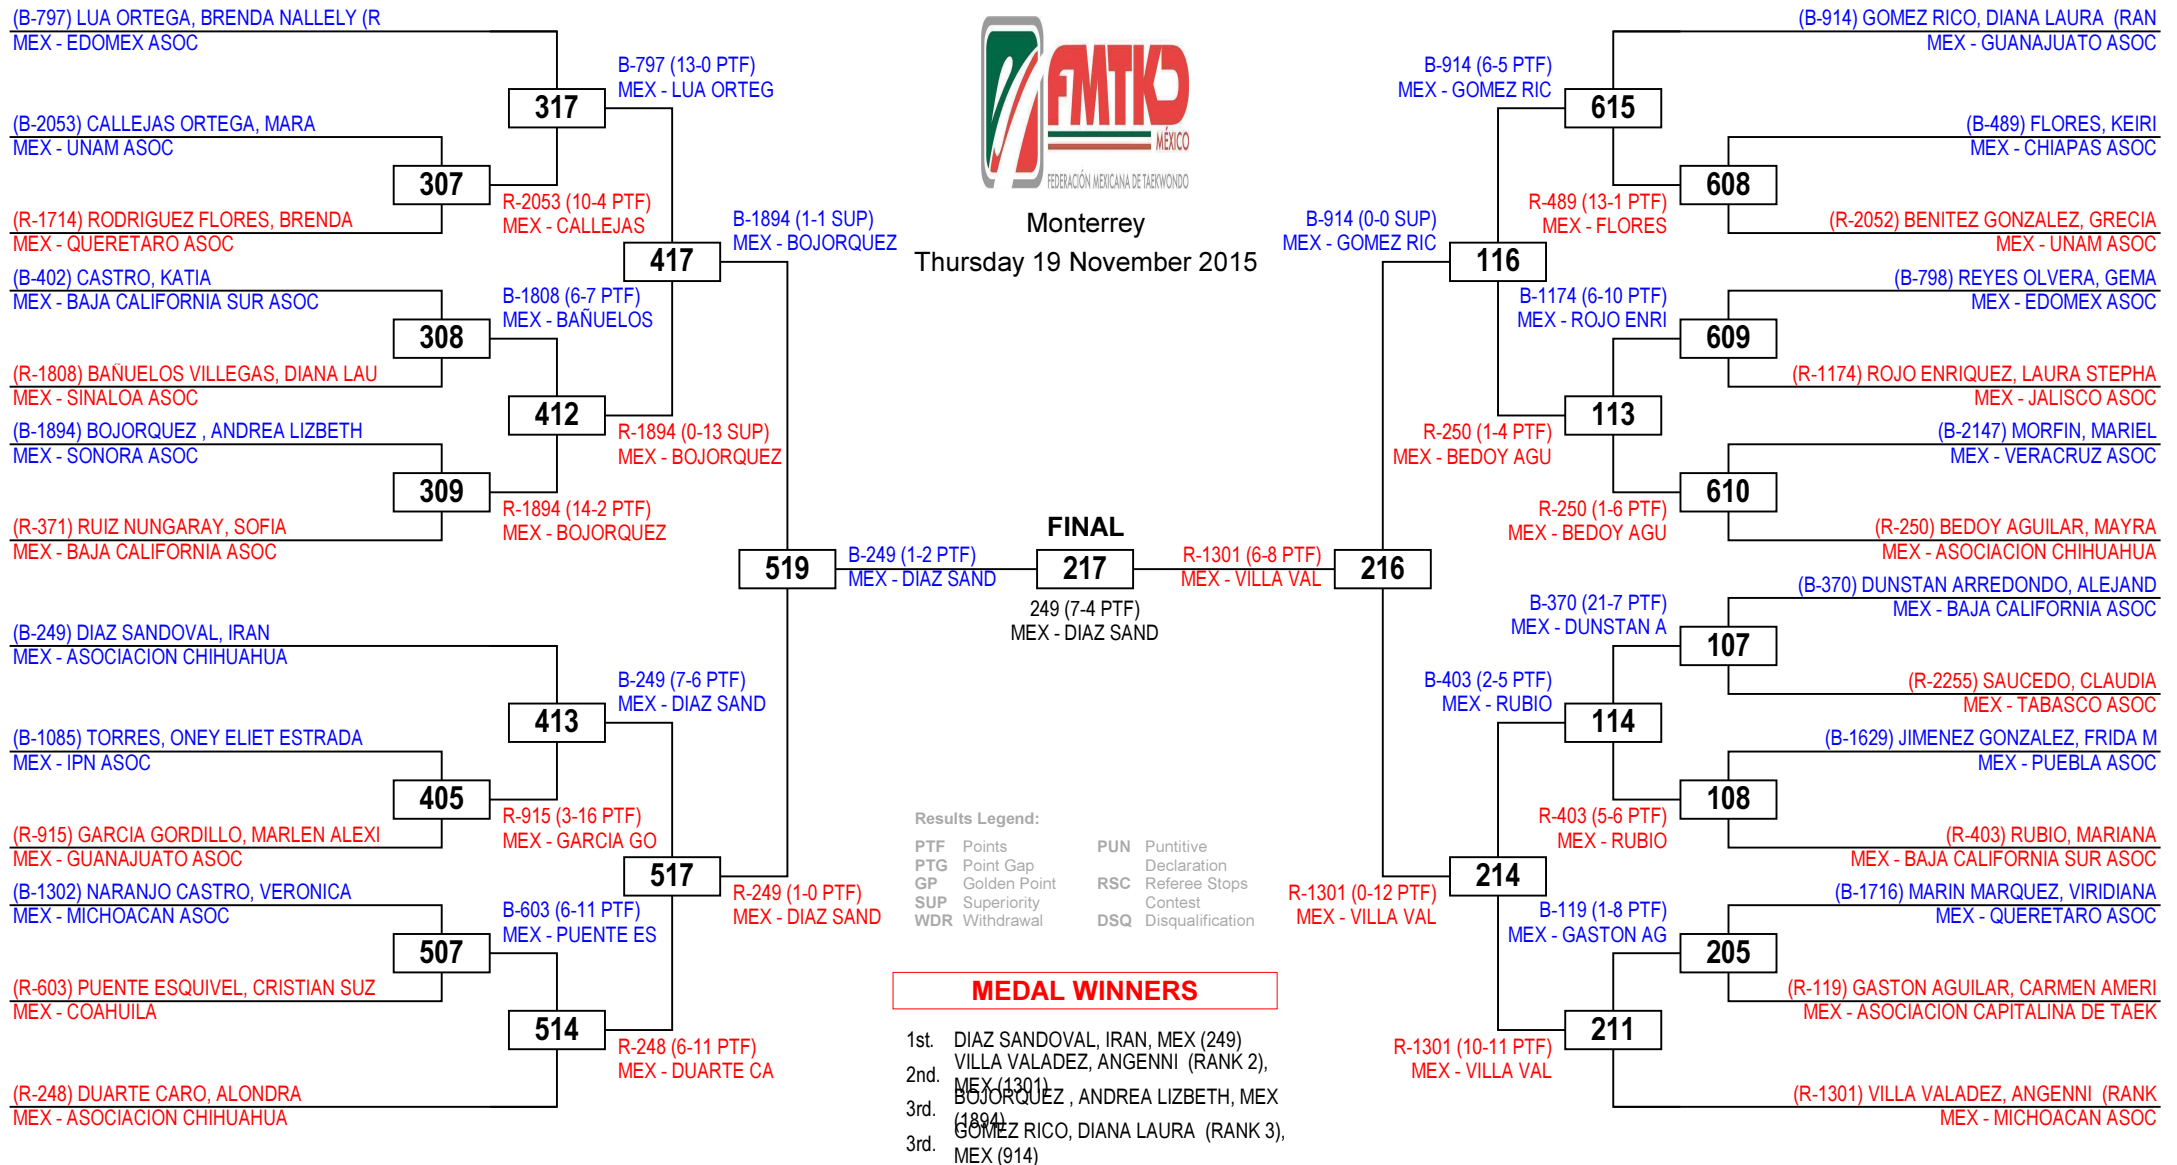 (B-797) LUA ORTEGA, BRENDA NALLELY (R
MEX - EDOMEX ASOC
(B-2053) CALLEJAS ORTEGA, MARA
MEX - UNAM ASOC
(R-1714) RODRIGUEZ FLORES, BRENDA
MEX - QUERETARO ASOC
(B-402) CASTRO, KATIA
MEX - BAJA CALIFORNIA SUR ASOC
(R-1808) BAÑUELOS VILLEGAS, DIANA LAU
MEX - SINALOA ASOC
(B-1894) BOJORQUEZ , ANDREA LIZBETH
MEX - SONORA ASOC
(R-371) RUIZ NUNGARAY, SOFIA
MEX - BAJA CALIFORNIA ASOC
(B-249) DIAZ SANDOVAL, IRAN
MEX - ASOCIACION CHIHUAHUA
(B-1085) TORRES, ONEY ELIET ESTRADA
MEX - IPN ASOC
(R-915) GARCIA GORDILLO, MARLEN ALEXI
MEX - GUANAJUATO ASOC
(B-1302) NARANJO CASTRO, VERONICA
MEX - MICHOACAN ASOC
(R-603) PUENTE ESQUIVEL, CRISTIAN SUZ
MEX - COAHUILA
(R-248) DUARTE CARO, ALONDRA
MEX - ASOCIACION CHIHUAHUA
307
308
309
405
507
317
R-2053 (10-4 PTF)
MEX - CALLEJAS
B-1808 (6-7 PTF)
MEX - BAÑUELOS
412
R-1894 (14-2 PTF)
MEX - BOJORQUEZ
413
R-915 (3-16 PTF)
MEX - GARCIA GO
B-603 (6-11 PTF)
MEX - PUENTE ES
514
B-797 (13-0 PTF)
MEX - LUA ORTEG
417
R-1894 (0-13 SUP)
MEX - BOJORQUEZ
B-249 (7-6 PTF)
MEX - DIAZ SAND
517
R-248 (6-11 PTF)
MEX - DUARTE CA
B-1894 (1-1 SUP)
MEX - BOJORQUEZ
519
R-249 (1-0 PTF)
MEX - DIAZ SAND
B-249 (1-2 PTF)
MEX - DIAZ SAND
FMTKD
MÉXICO
FEDERACIÓN MEXICANA DE TAEKWONDO
Monterrey
Thursday 19 November 2015
FINAL
217
249 (7-4 PTF)
MEX - DIAZ SAND
Results Legend:
PTF Points
PTG Point Gap
GP Golden Point
SUP Superiority
WDR Withdrawal
PUN Puntitive
Declaration
RSC Referee Stops
Contest
DSQ Disqualification
MEDAL WINNERS
1st. DIAZ SANDOVAL, IRAN, MEX (249)
2nd. VILLA VALADEZ, ANGENNI (RANK 2),
MEX (1301)
3rd. BOJORQUEZ , ANDREA LIZBETH, MEX
(1894)
3rd. GOMEZ RICO, DIANA LAURA (RANK 3),
MEX (914)
R-1301 (6-8 PTF)
MEX - VILLA VAL
216
B-914 (0-0 SUP)
MEX - GOMEZ RIC
R-1301 (0-12 PTF)
MEX - VILLA VAL
B-914 (6-5 PTF)
MEX - GOMEZ RIC
116
R-250 (1-4 PTF)
MEX - BEDOY AGU
B-403 (2-5 PTF)
MEX - RUBIO
214
R-1301 (10-11 PTF)
MEX - VILLA VAL
615
R-489 (13-1 PTF)
MEX - FLORES
B-1174 (6-10 PTF)
MEX - ROJO ENRI
113
R-250 (1-6 PTF)
MEX - BEDOY AGU
B-370 (21-7 PTF)
MEX - DUNSTAN A
114
R-403 (5-6 PTF)
MEX - RUBIO
B-119 (1-8 PTF)
MEX - GASTON AG
211
608
609
610
107
108
205
(B-914) GOMEZ RICO, DIANA LAURA (RAN
MEX - GUANAJUATO ASOC
(B-489) FLORES, KEIRI
MEX - CHIAPAS ASOC
(R-2052) BENITEZ GONZALEZ, GRECIA
MEX - UNAM ASOC
(B-798) REYES OLVERA, GEMA
MEX - EDOMEX ASOC
(R-1174) ROJO ENRIQUEZ, LAURA STEPHA
MEX - JALISCO ASOC
(B-2147) MORFIN, MARIEL
MEX - VERACRUZ ASOC
(R-250) BEDOY AGUILAR, MAYRA
MEX - ASOCIACION CHIHUAHUA
(B-370) DUNSTAN ARREDONDO, ALEJAND
MEX - BAJA CALIFORNIA ASOC
(R-2255) SAUCEDO, CLAUDIA
MEX - TABASCO ASOC
(B-1629) JIMENEZ GONZALEZ, FRIDA M
MEX - PUEBLA ASOC
(R-403) RUBIO, MARIANA
MEX - BAJA CALIFORNIA SUR ASOC
(B-1716) MARIN MARQUEZ, VIRIDIANA
MEX - QUERETARO ASOC
(R-119) GASTON AGUILAR, CARMEN AMERI
MEX - ASOCIACION CAPITALINA DE TAEK
(R-1301) VILLA VALADEZ, ANGENNI (RANK
MEX - MICHOACAN ASOC